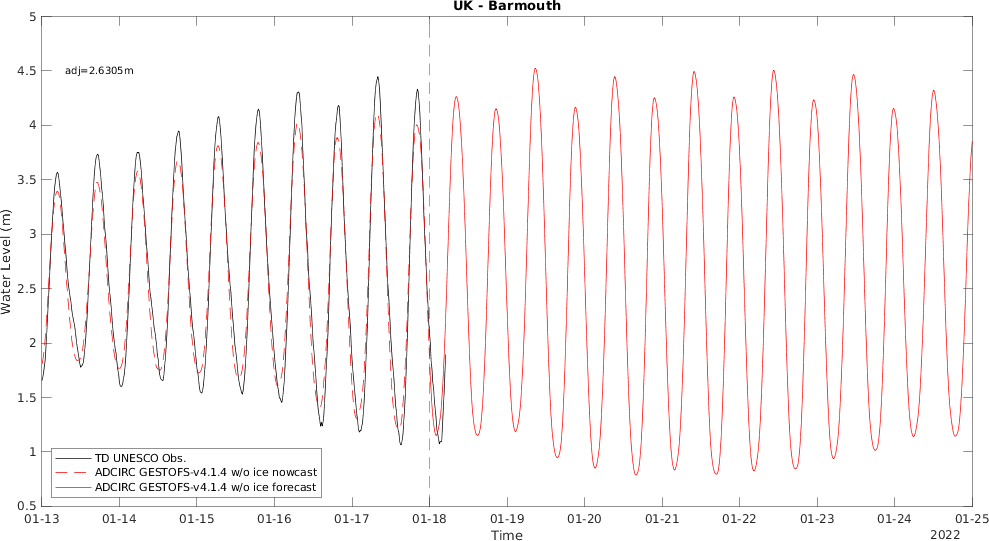 UK - Barmouth
adj=2.6305m
Water Level (m)
5
4.5
4
3.5
3
2.5
2
1.5
1
0.5
TD UNESCO Obs.
ADCIRC GESTOFS-v4.1.4 w/o ice nowcast
ADCIRC GESTOFS-v4.1.4 w/o ice forecast
01-13 01-14 01-15 01-16 01-17 01-18 01-19 01-20 01-21 01-22 01-23 01-24 01-25
Time
2022